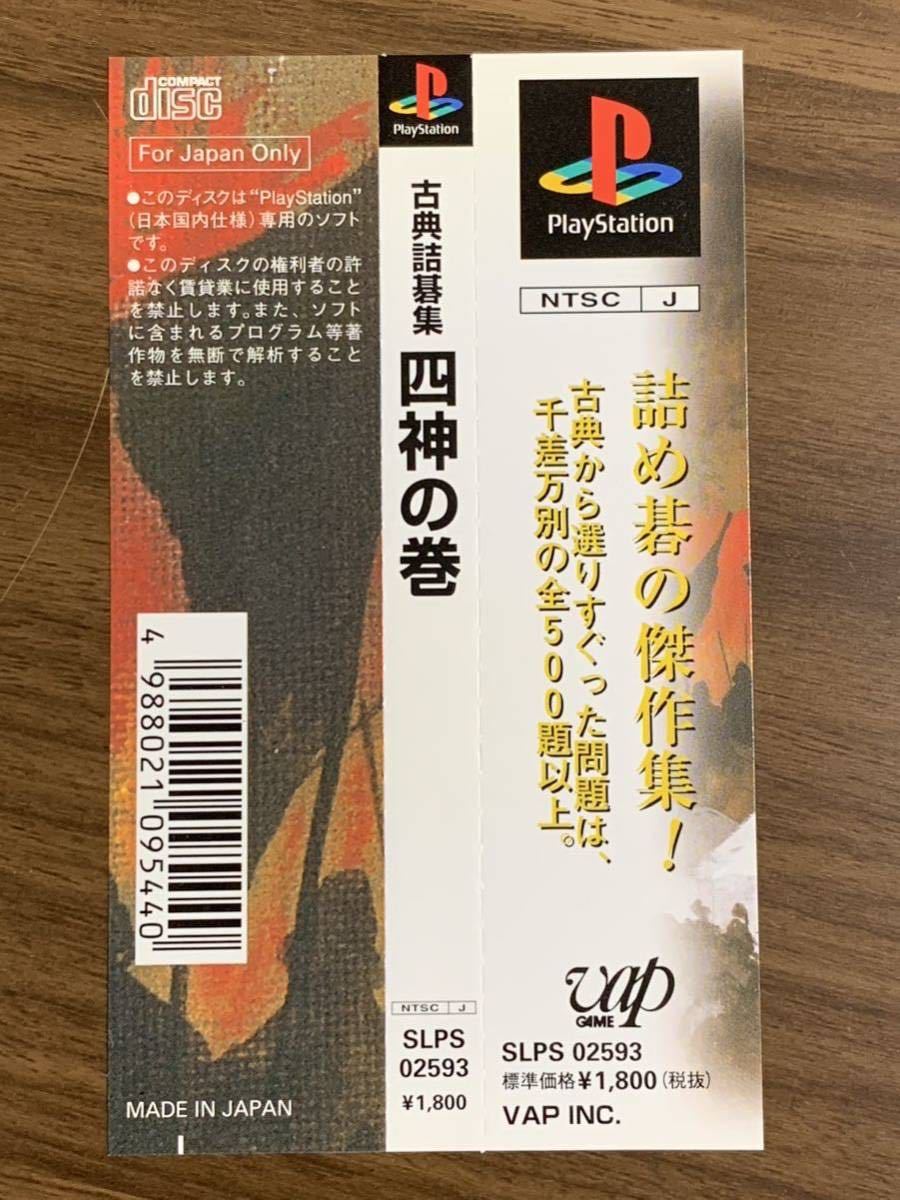 COMPACT
disc
For Japan Only
●このディスクは“PlayStation”
(日本国内仕様)専用のソフト
です。
●このディスクの権利者の許
諾なく賃貸業に使用すること
を禁止します。また、ソフト
に含まれるプログラム等著
作物を無断で解析すること
を禁止します。
4 988021 095440
MADE IN JAPAN
PlayStation
古典詰碁集
四神の巻
NTSC J
SLPS
02593
¥1,800
PlayStation
NTSC J
詰め碁の傑作集!
古典から選りすぐった問題は、
千差万別の全500題以上。
vap
GAME
SLPS 02593
標準価格¥1,800(税抜)
VAP INC.